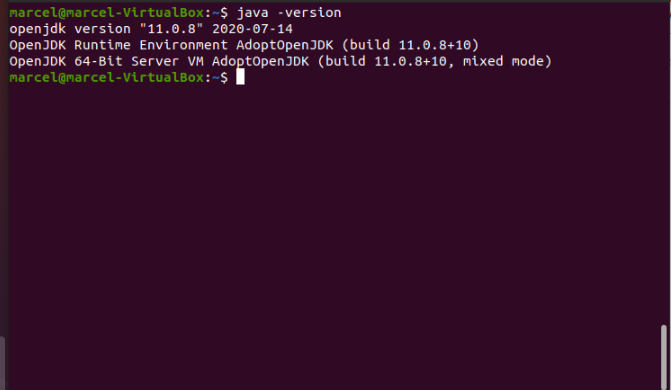 marcel@marcel-VirtualBox:~$ java -version
openjdk version "11.0.8" 2020-07-14
OpenJDK Runtime Environment AdoptOpenJDK (build 11.0.8+10)
OpenJDK 64-Bit Server VM AdoptOpenJDK (build 11.0.8+10, mixed mode)
marcel@marcel-VirtualBox:~$